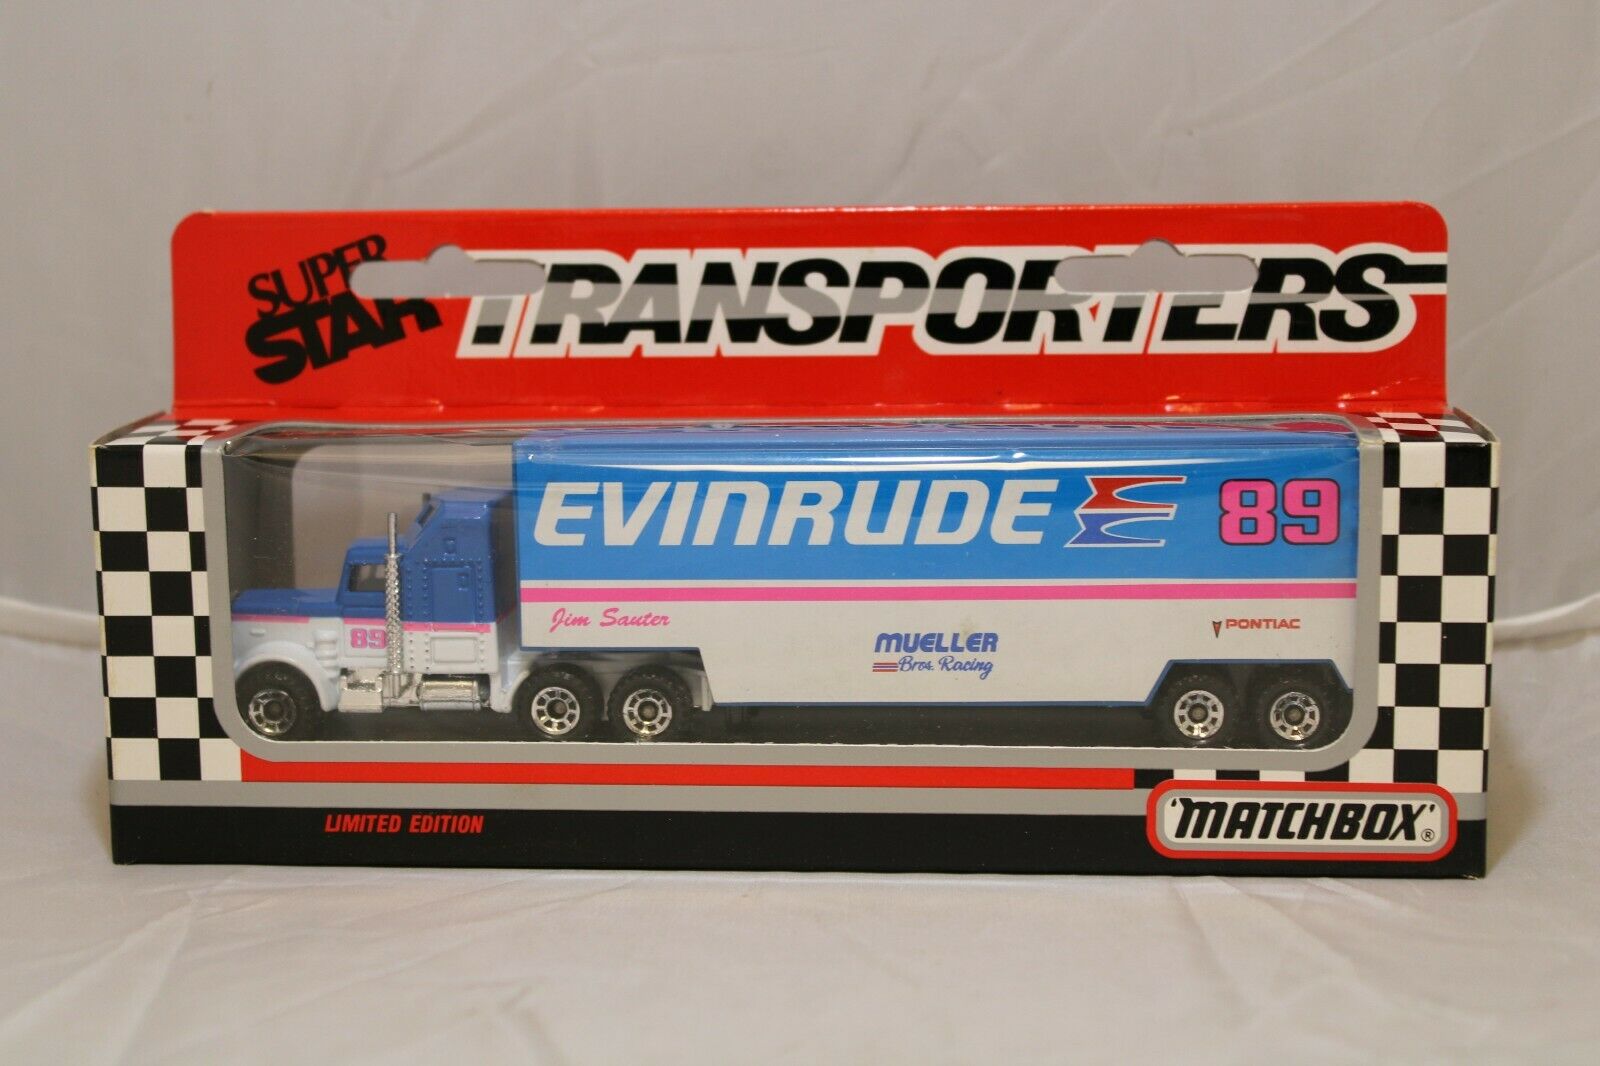 SUPER
STAR
TRANSPORTERS
EVINRUDE 89
Jim Sauter
89
MUELLER
Bros. Racing
PONTIAC
LIMITED EDITION
'MATCHBOX'®